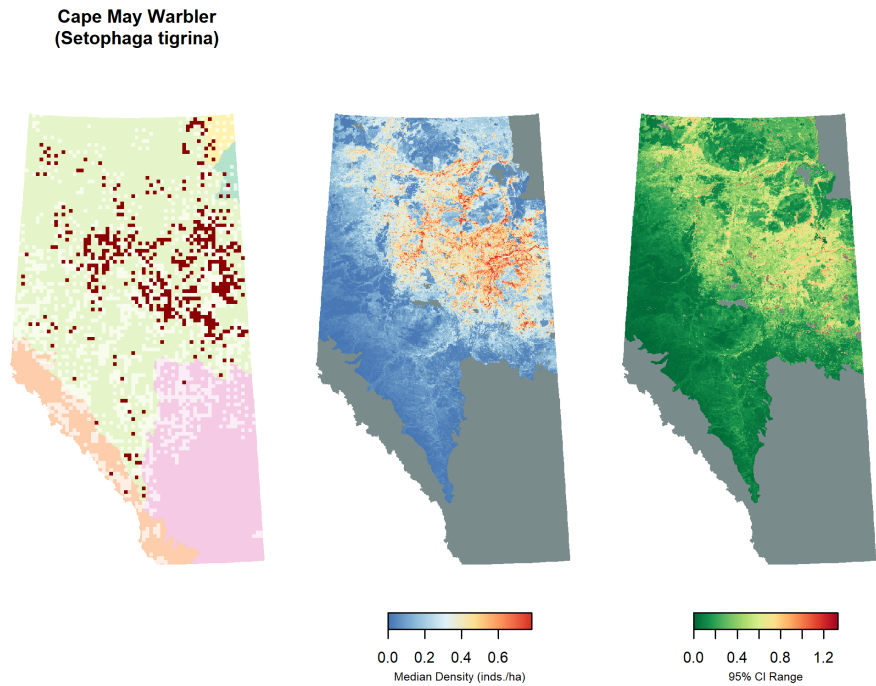 Cape May Warbler
(Setophaga tigrina)
0.0 0.2 0.4 0.6
Median Density (inds./ha)
0.0 0.4 0.8 1.2
95% CI Range